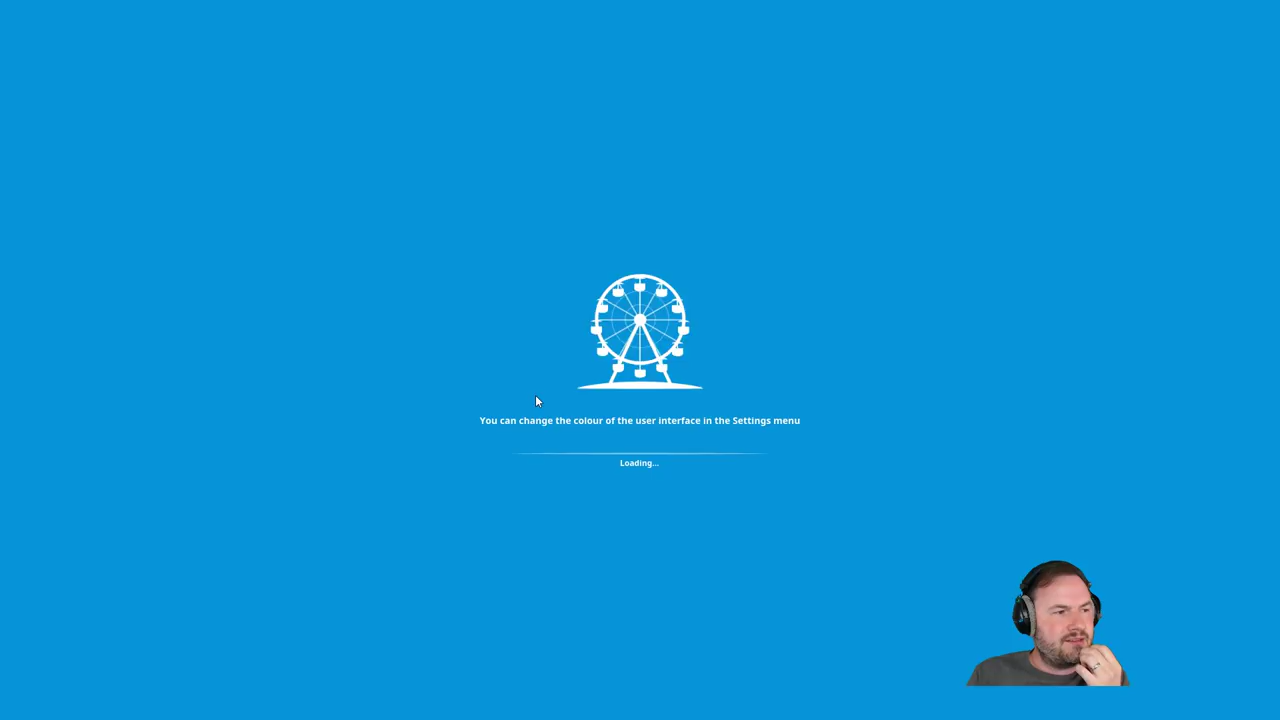 You can change the colour of the user interface in the Settings menu
Loading...